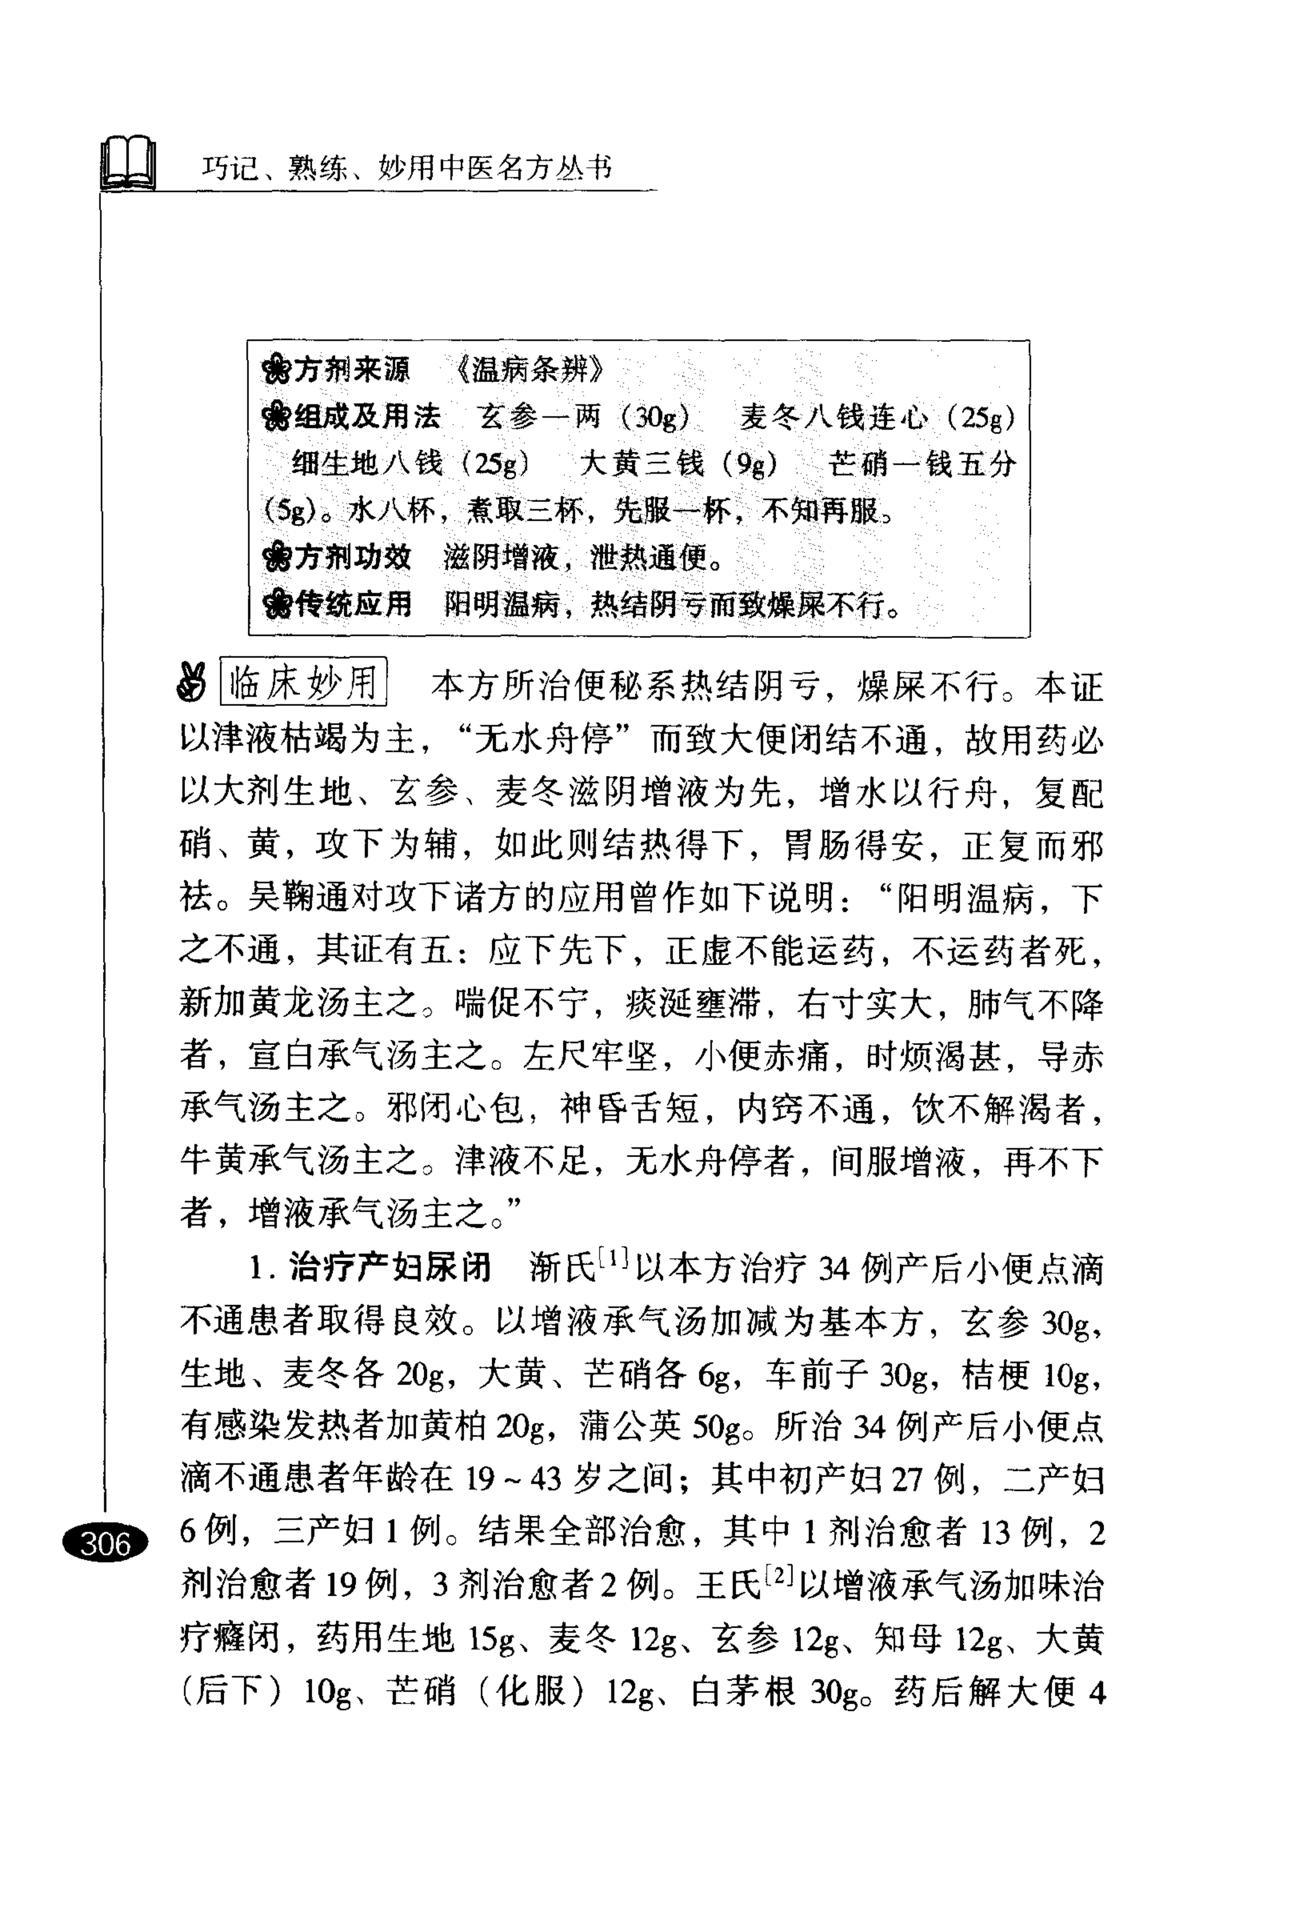 巧记、熟练、妙用中医名方丛书
方剂来源 《温病条辨》
组成及用法 玄参一两（30g） 麦冬八钱连心（25g）
细生地八钱（25g） 大黄三钱（9g） 芒硝一钱五分
（5g）。水八杯，煮取三杯，先服一杯，不知再服。
方剂功效 滋阴增液，泄热通便。
传统应用 阳明温病，热结阴亏而致燥屎不行。
临床妙用 本方所治便秘系热结阴亏，燥屎不行。本证
以津液枯竭为主，“无水舟停”而致大便闭结不通，故用药必
以大剂生地、玄参、麦冬滋阴增液为先，增水以行舟，复配
硝、黄，攻下为辅，如此则结热得下，胃肠得安，正复而邪
祛。吴鞠通对攻下诸方的应用曾作如下说明：“阳明温病，下
之不通，其证有五：应下先下，正虚不能运药，不运药者死，
新加黄龙汤主之。喘促不宁，痰涎壅滞，右寸实大，肺气不降
者，宣白承气汤主之。左尺牢坚，小便赤痛，时烦渴甚，导赤
承气汤主之。邪闭心包，神昏舌短，内窍不通，饮不解渴者，
牛黄承气汤主之。津液不足，无水舟停者，间服增液，再不下
者，增液承气汤主之。”
1. 治疗产妇尿闭 渐氏[1]以本方治疗 34 例产后小便点滴
不通患者取得良效。以增液承气汤加减为基本方，玄参 30g，
生地、麦冬各 20g，大黄、芒硝各 6g，车前子 30g，桔梗 10g，
有感染发热者加黄柏 20g，蒲公英 50g。所治 34 例产后小便点
滴不通患者年龄在 19～43 岁之间；其中初产妇 27 例，二产妇
6 例，三产妇 1 例。结果全部治愈，其中 1 剂治愈者 13 例，2
剂治愈者 19 例，3 剂治愈者 2 例。王氏[2]以增液承气汤加味治
疗癃闭，药用生地 15g、麦冬 12g、玄参 12g、知母 12g、大黄
（后下）10g、芒硝（化服）12g、白茅根 30g。药后解大便 4
306